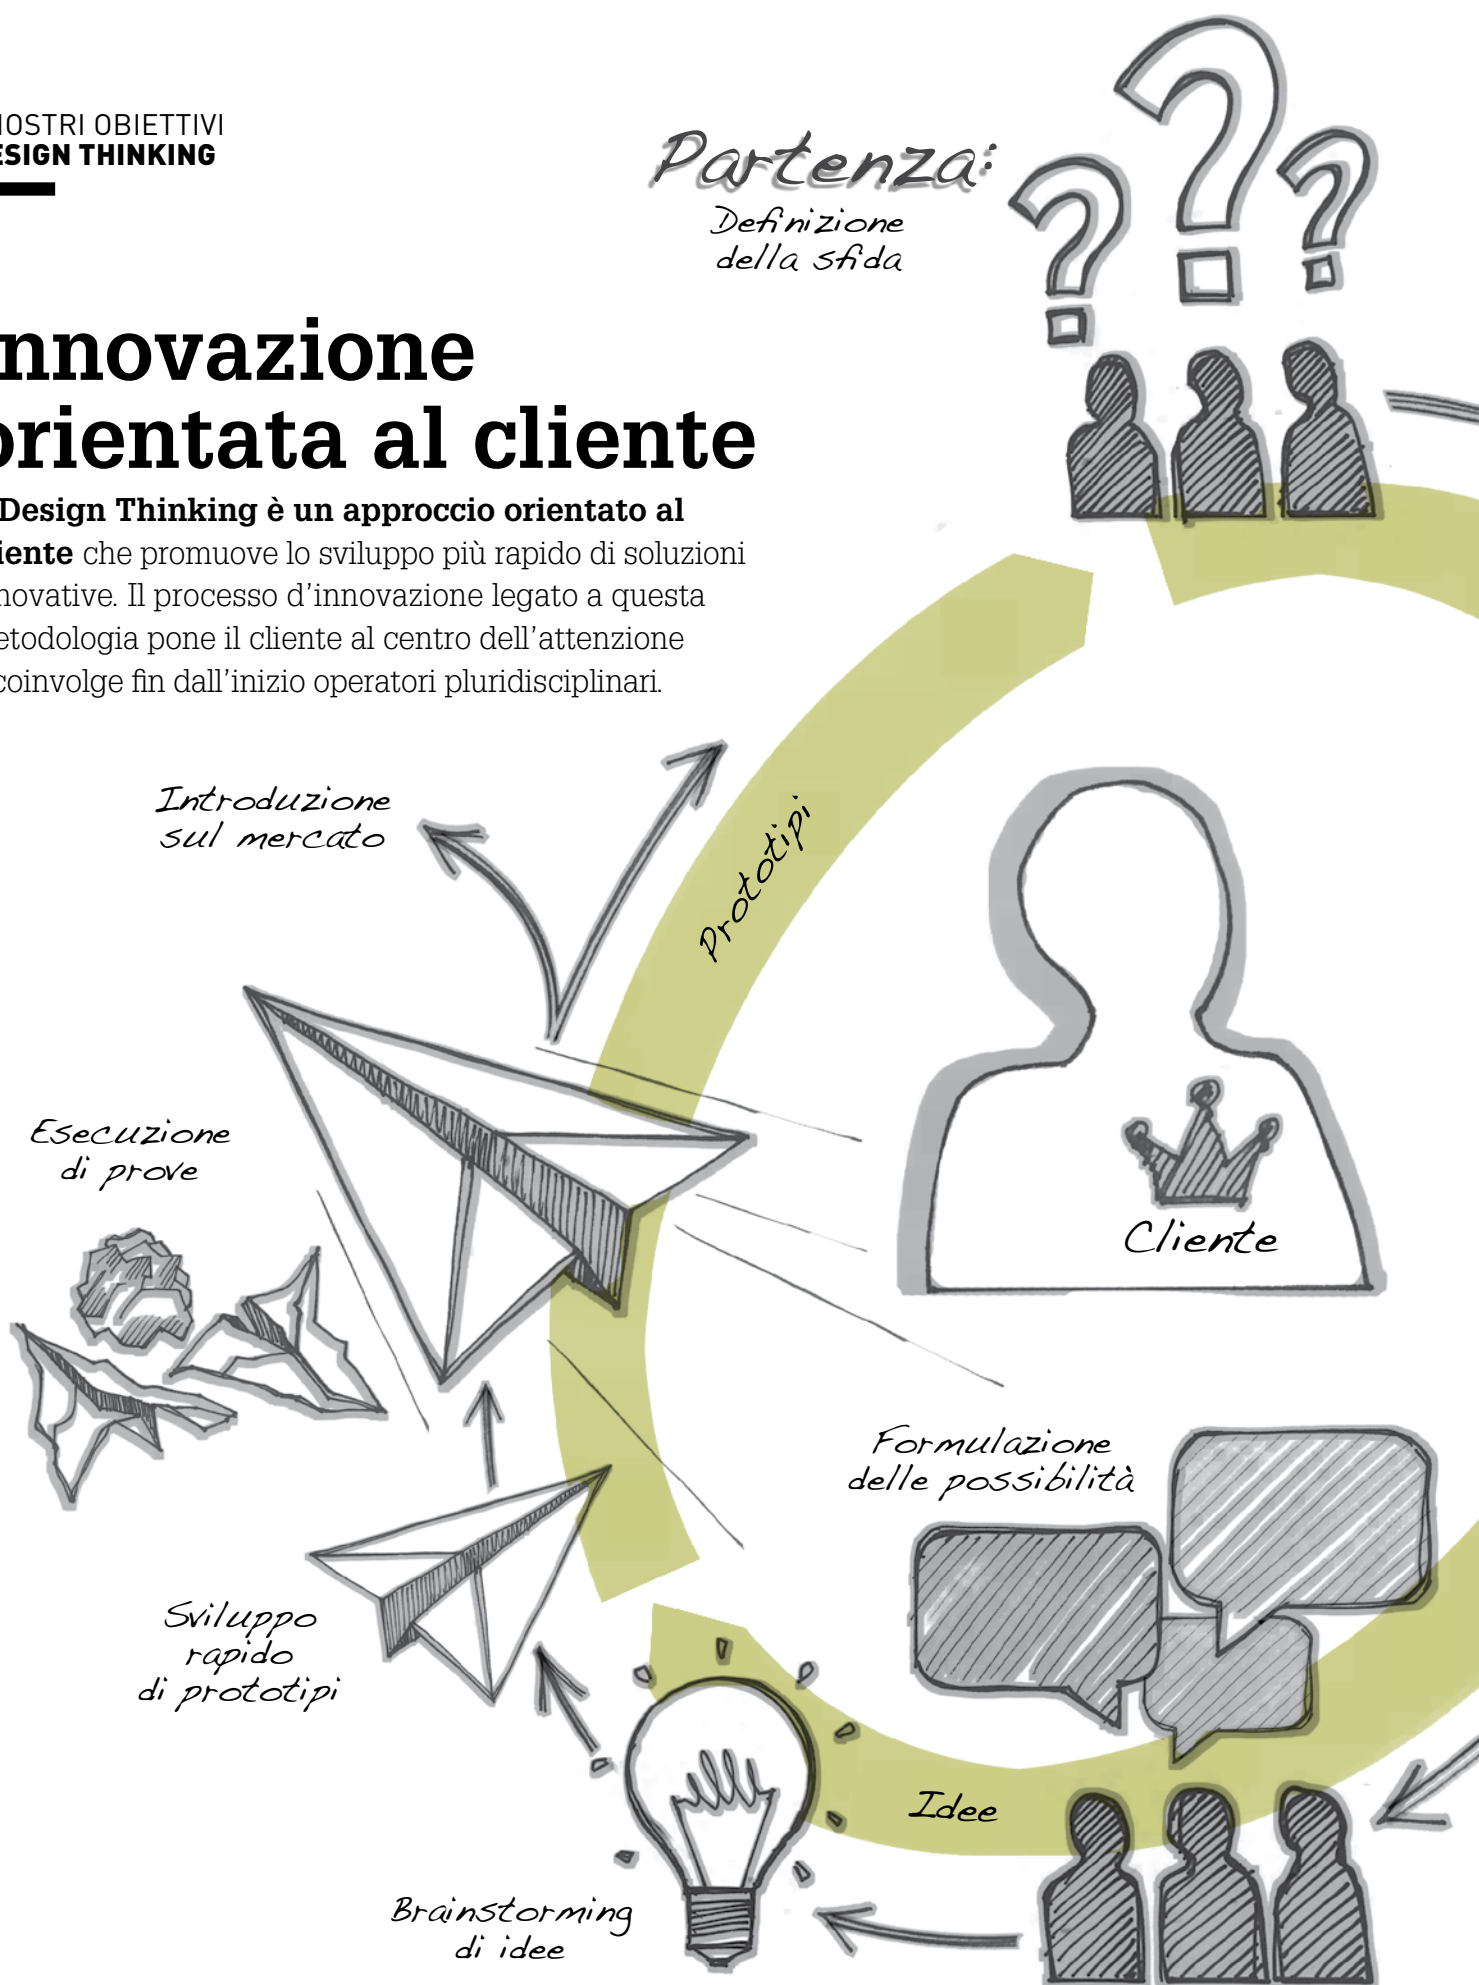 NOSTRI OBIETTIVI
ESIGN THINKING
Partenza:
Definizione
della sfida
nnovazione
orientata al cliente
Design Thinking è un approccio orientato al
iente che promuove lo sviluppo più rapido di soluzioni
novative. Il processo d'innovazione legato a questa
etodologia pone il cliente al centro dell'attenzione
coinvolge fin dall'inizio operatori pluridisciplinari.
Introduzione
sul mercato
Prototipi
Esecuzione
di prove
Cliente
Formulazione
delle possibilità
Sviluppo
rapido
di prototipi
Idee
Brainstorming
di idee